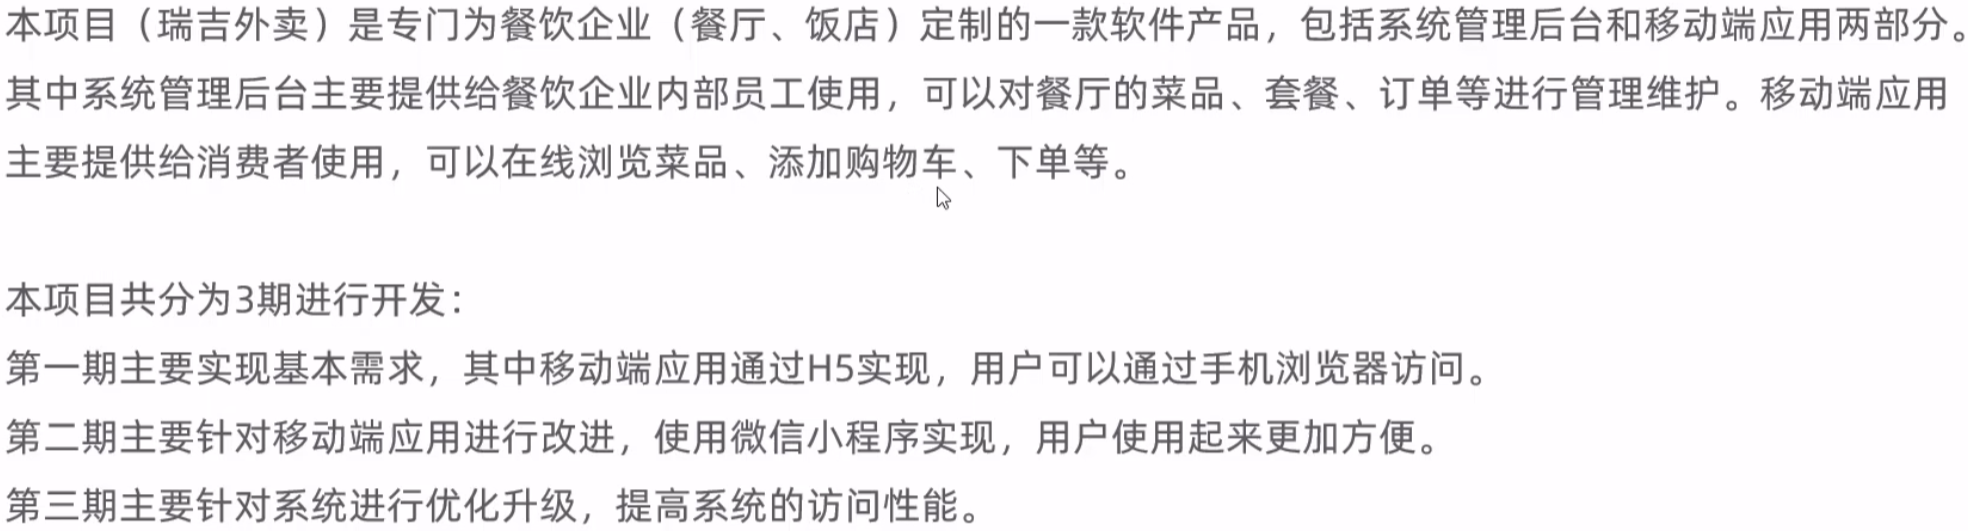 本项目（瑞吉外卖）是专门为餐饮企业（餐厅、饭店）定制的一款软件产品，包括系统管理后台和移动端应用两部分。
其中系统管理后台主要提供给餐饮企业内部员工使用，可以对餐厅的菜品、套餐、订单等进行管理维护。移动端应用
主要提供给消费者使用，可以在线浏览菜品、添加购物车、下单等。
本项目共分为3期进行开发：
第一期主要实现基本需求，其中移动端应用通过H5实现，用户可以通过手机浏览器访问。
第二期主要针对移动端应用进行改进，使用微信小程序实现，用户使用起来更加方便。
第三期主要针对系统进行优化升级，提高系统的访问性能。